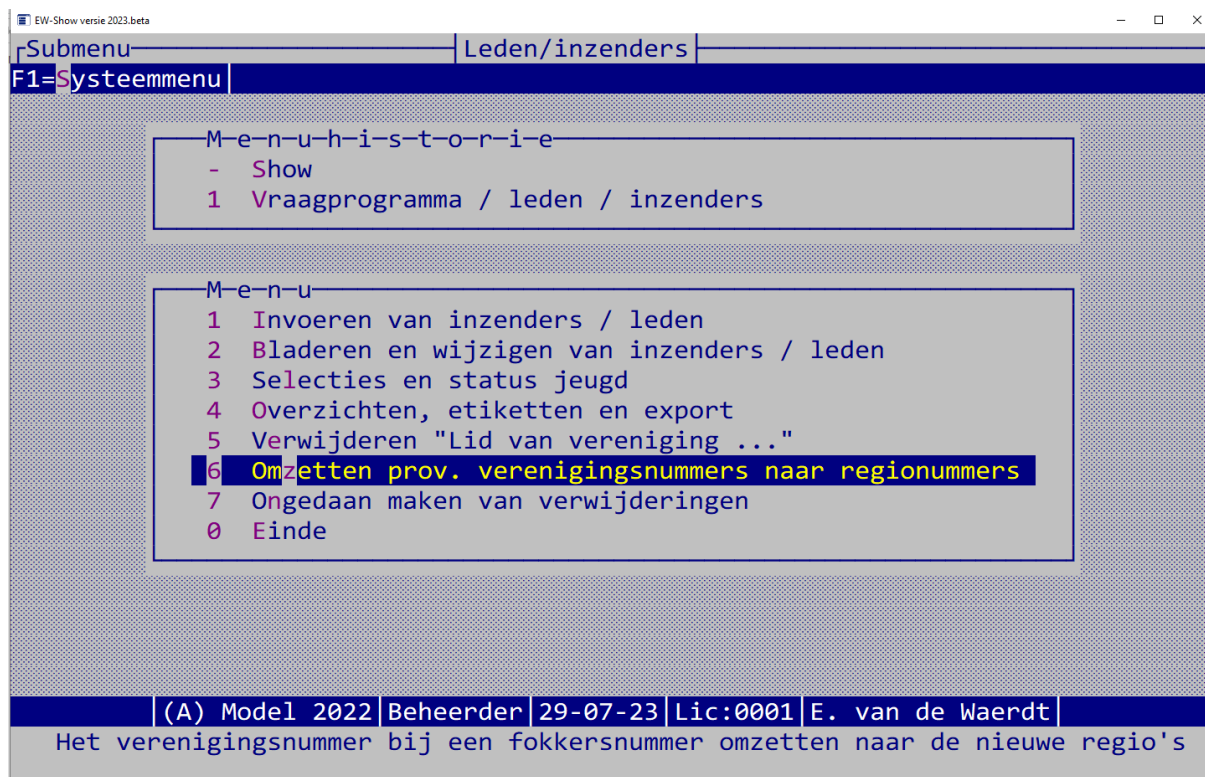 EW-Show versie 2023.beta
Submenu Leden/inzenders
F1=Systeemmenu
M-e-n-u-h-i-s-t-o-r-i-e
- Show
1 Vraagprogramma / leden / inzenders
M-e-n-u
1 Invoeren van inzenders / leden
2 Bladeren en wijzigen van inzenders / leden
3 Selecties en status jeugd
4 Overzichten, etiketten en export
5 Verwijderen "Lid van vereniging ..."
6 Omzetten prov. verenigingsnummers naar regionummers
7 Ongedaan maken van verwijderingen
0 Einde
(A) Model 2022|Beheerder|29-07-23|Lic:0001|E. van de Waerdt|
Het verenigingsnummer bij een fokkersnummer omzetten naar de nieuwe regio's